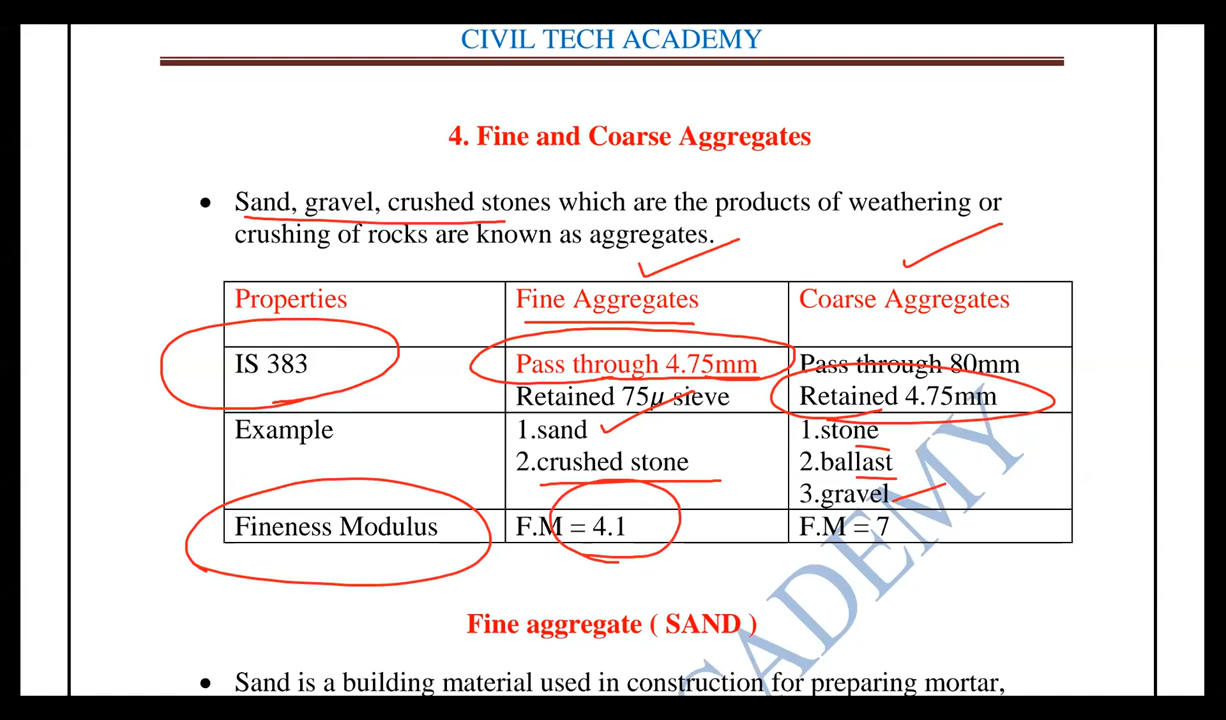 CIVIL TECH ACADEMY
4. Fine and Coarse Aggregates
• Sand, gravel, crushed stones which are the products of weathering or
crushing of rocks are known as aggregates.
Properties Fine Aggregates Coarse Aggregates
IS 383 Pass through 4.75mm Pass through 80mm
Retained 75μ sieve Retained 4.75mm
Example 1.sand 1.stone
2.crushed stone 2.ballast
3.gravel
Fineness Modulus F.M = 4.1 F.M = 7
Fine aggregate ( SAND )
• Sand is a building material used in construction for preparing mortar,
CADEMY